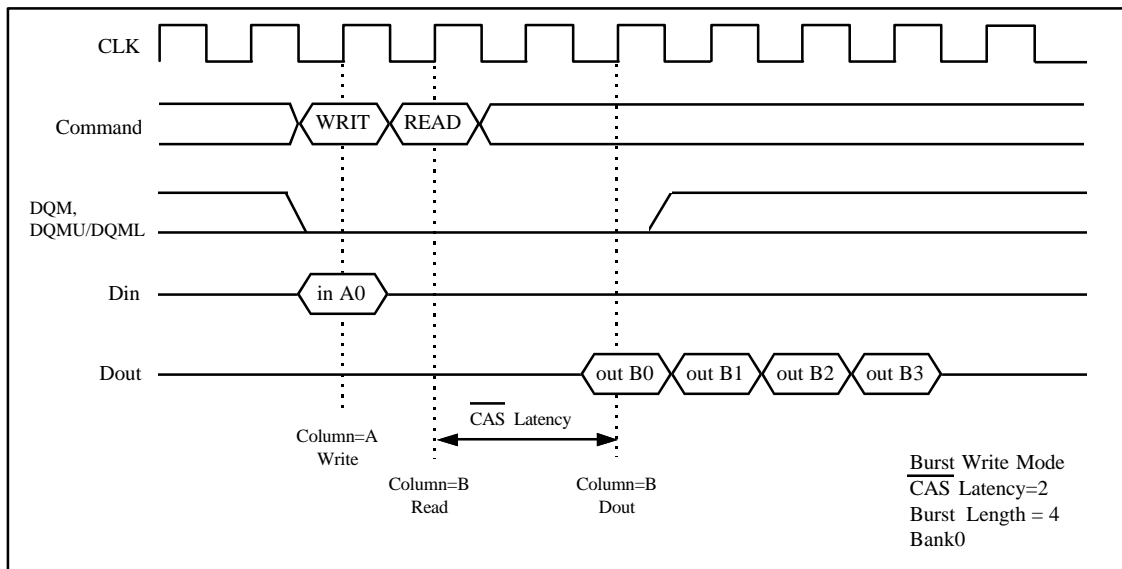 CLK
Command
WRIT
READ
DQM,
DQMU/DQML
Din
in A0
Dout
out B0
out B1
out B2
out B3
CAS Latency
Column=A
Write
Column=B
Read
Column=B
Dout
Burst Write Mode
CAS Latency=2
Burst Length = 4
Bank0